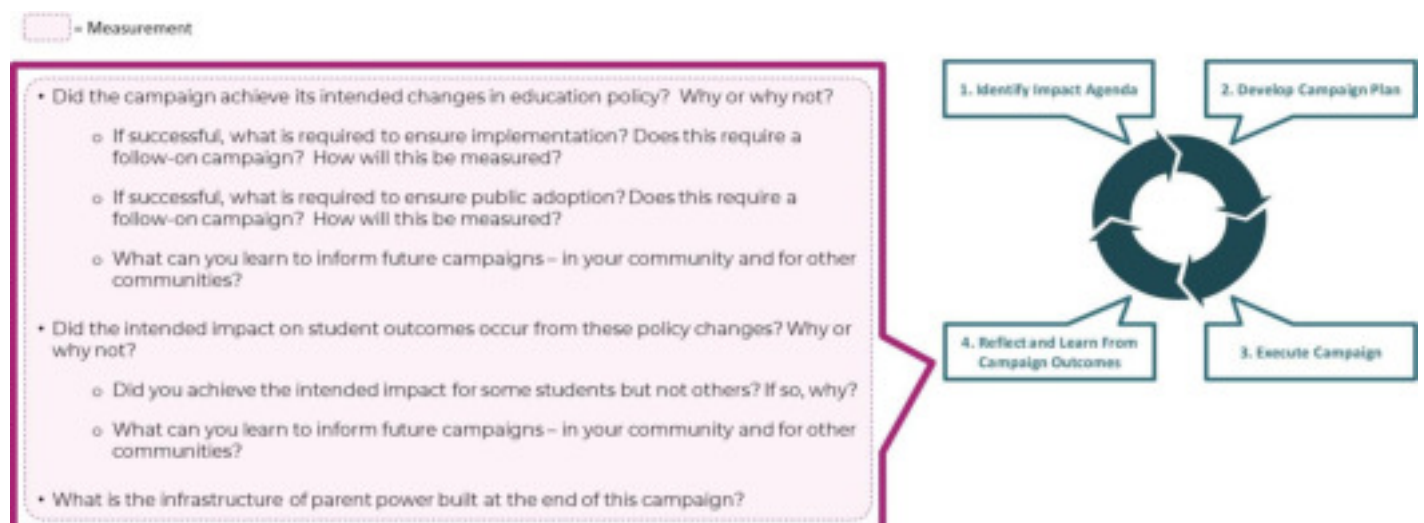 = Measurement
• Did the campaign achieve its intended changes in education policy? Why or why not?
o If successful, what is required to ensure implementation? Does this require a
follow-on campaign? How will this be measured?
o If successful, what is required to ensure public adoption? Does this require a
follow-on campaign? How will this be measured?
o What can you learn to inform future campaigns – in your community and for other
communities?
• Did the intended impact on student outcomes occur from these policy changes? Why or
why not?
o Did you achieve the intended impact for some students but not others? If so, why?
o What can you learn to inform future campaigns – in your community and for other
communities?
• What is the infrastructure of parent power built at the end of this campaign?
1. Identify Impact Agenda
2. Develop Campaign Plan
4. Reflect and Learn From
Campaign Outcomes
3. Execute Campaign